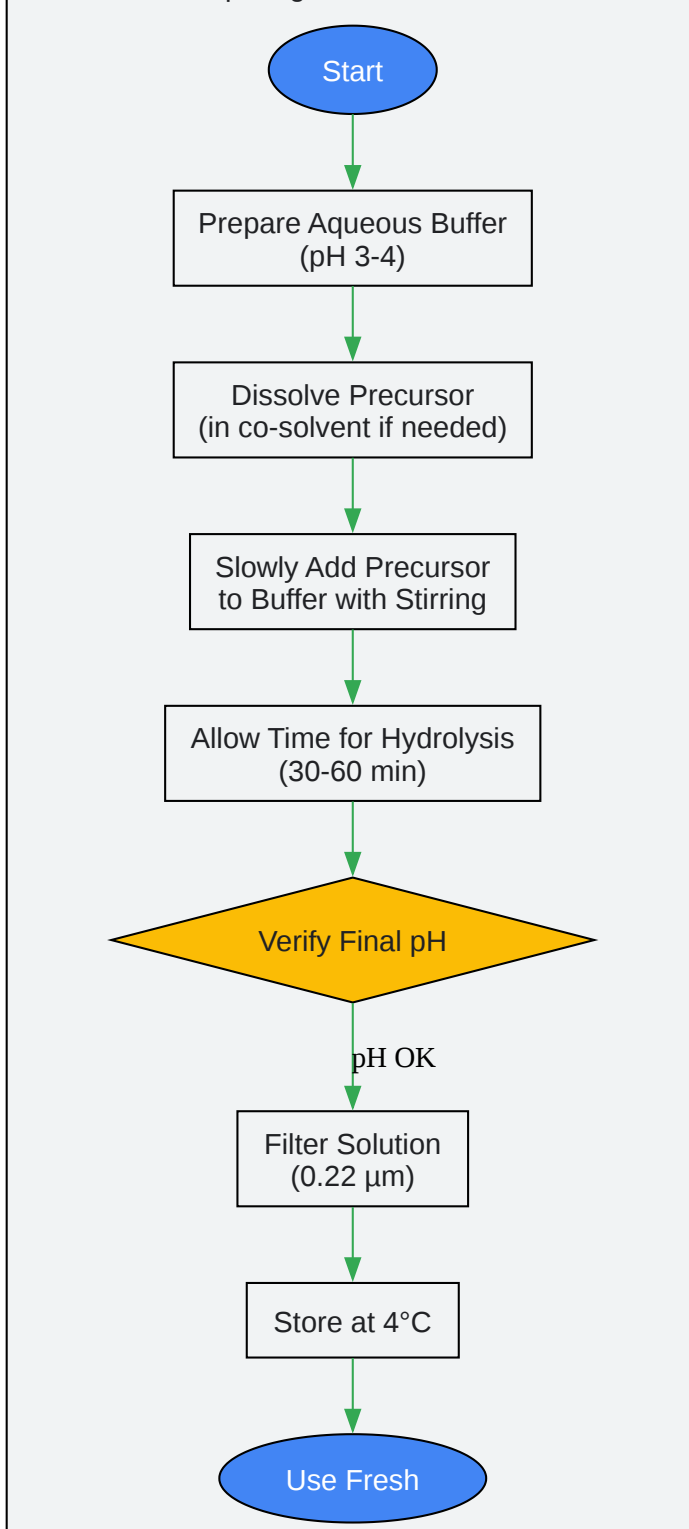 Start
Prepare Aqueous Buffer
(pH 3-4)
Dissolve Precursor
(in co-solvent if needed)
Slowly Add Precursor
to Buffer with Stirring
Allow Time for Hydrolysis
(30-60 min)
Verify Final pH
pH OK
Filter Solution
(0.22 µm)
Store at 4°C
Use Fresh